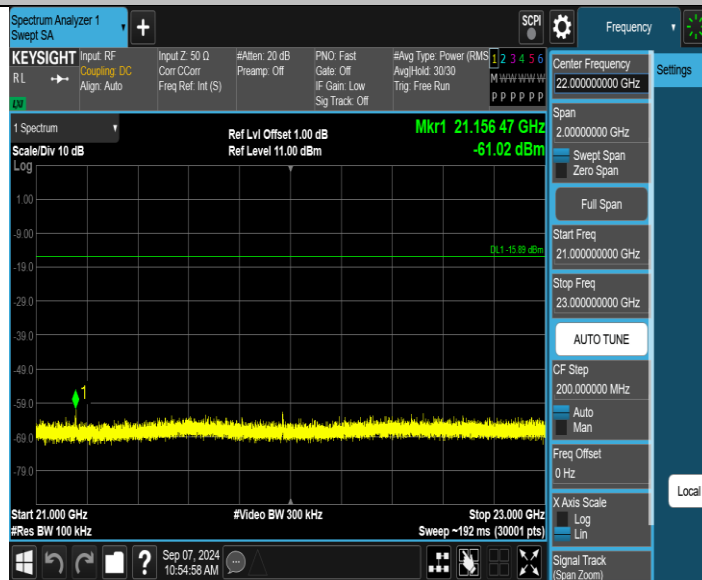 Spectrum Analyzer 1
Swept SA
SCPI
Frequency
KEYSIGHT
RL
LXI
Input: RF
Coupling: DC
Align: Auto
Input Z: 50 Ω
Corr CCorr
Freq Ref: Int (S)
#Atten: 20 dB
Preamp: Off
PNO: Fast
Gate: Off
IF Gain: Low
Sig Track: Off
#Avg Type: Power (RMS
Avg|Hold: 30/30
Trig: Free Run
1 2 3 4 5 6
M W W W W W
P P P P P P
1 Spectrum
Scale/Div 10 dB
Ref Lvl Offset 1.00 dB
Ref Level 11.00 dBm
Mkr1 21.156 47 GHz
-61.02 dBm
Log
1.00
-9.00
DL1 -15.89 dBm
-19.0
-29.0
-39.0
-49.0
-59.0
1
-69.0
-79.0
Start 21.000 GHz
#Video BW 300 kHz
Stop 23.000 GHz
#Res BW 100 kHz
Sweep ~192 ms (30001 pts)
?
Sep 07, 2024
10:54:58 AM
Center Frequency
22.000000000 GHz
Settings
Span
2.00000000 GHz
Swept Span
Zero Span
Full Span
Start Freq
21.000000000 GHz
Stop Freq
23.000000000 GHz
AUTO TUNE
CF Step
200.000000 MHz
Auto
Man
Freq Offset
0 Hz
Local
X Axis Scale
Log
Lin
Signal Track
(Span Zoom)